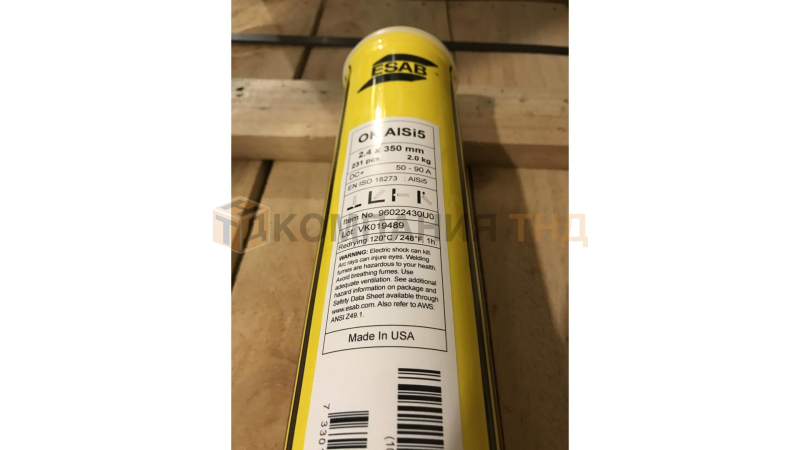 ESAB
OK AlSi5
2.4 x 350 mm
231 pcs 2.0 kg
DC+ 50 - 90 A
EN ISO 18273 AlSi5
Item No. 96022430U0
Lot. VK019489
Redrying 120°C / 248°F 1h
WARNING: Electric shock can kill.
Arc rays can injure eyes. Welding
fumes are hazardous to your health.
Avoid breathing fumes. Use
adequate ventilation. See additional
hazard information on package and
Safety Data Sheet available through
www.esab.com. Also refer to AWS:
ANSI Z49.1.
Made In USA
КОМПАНИЯ ТНД